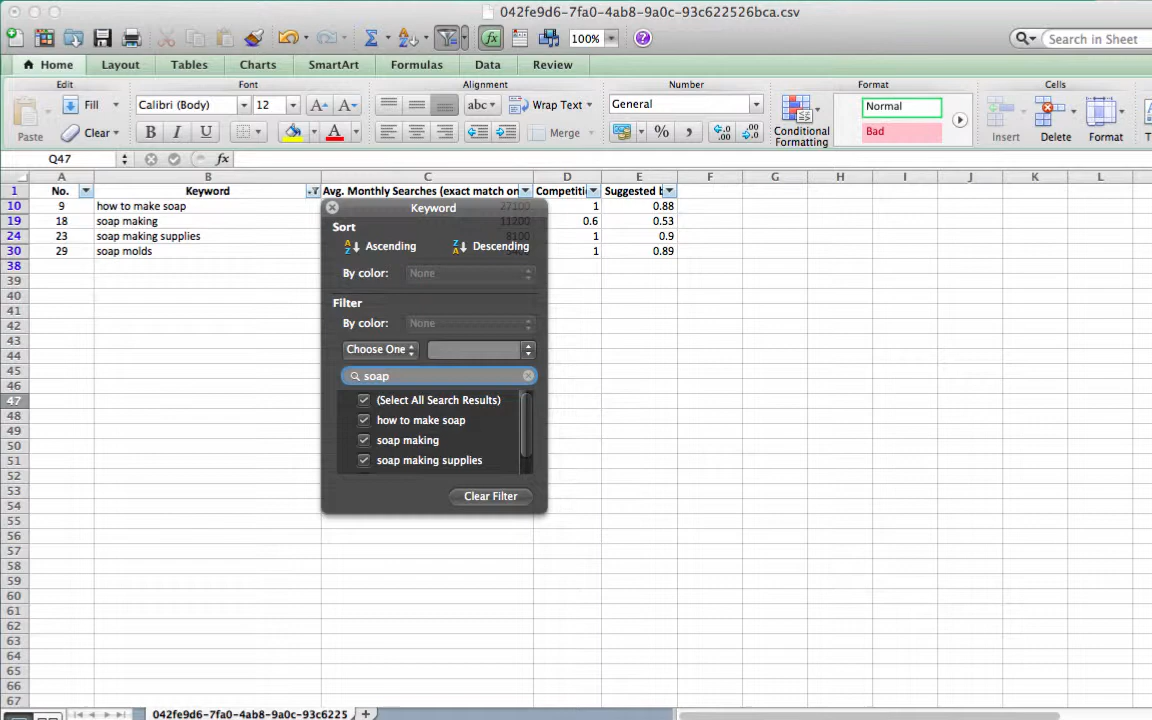 042fe9d6-7fa0-4ab8-9a0c-93c622526bca.csv
100%
Search in Sheet
Home Layout Tables Charts SmartArt Formulas Data Review
Edit Font Alignment Number Format Cells
Paste Fill Clear
Calibri (Body) 12
B I U A
abc Wrap Text
Merge
General
%
Conditional Formatting
Normal
Bad
Insert Delete Format
Q47 fx
A B C D E F G H I J K L
1 No. Keyword Avg. Monthly Searches (exact match on Competiti Suggested b
10 9 how to make soap 27100 1 0.88
19 18 soap making 11200 0.6 0.53
24 23 soap making supplies 8100 1 0.9
30 29 soap molds 1 0.89
38
39
40
41
42
43
44
45
46
47
48
49
50
51
52
53
54
55
56
57
58
59
60
61
62
63
64
65
66
67
Keyword
Sort
Ascending Descending
By color: None
Filter
By color: None
Choose One
soap
(Select All Search Results)
how to make soap
soap making
soap making supplies
Clear Filter
042fe9d6-7fa0-4ab8-9a0c-93c6225